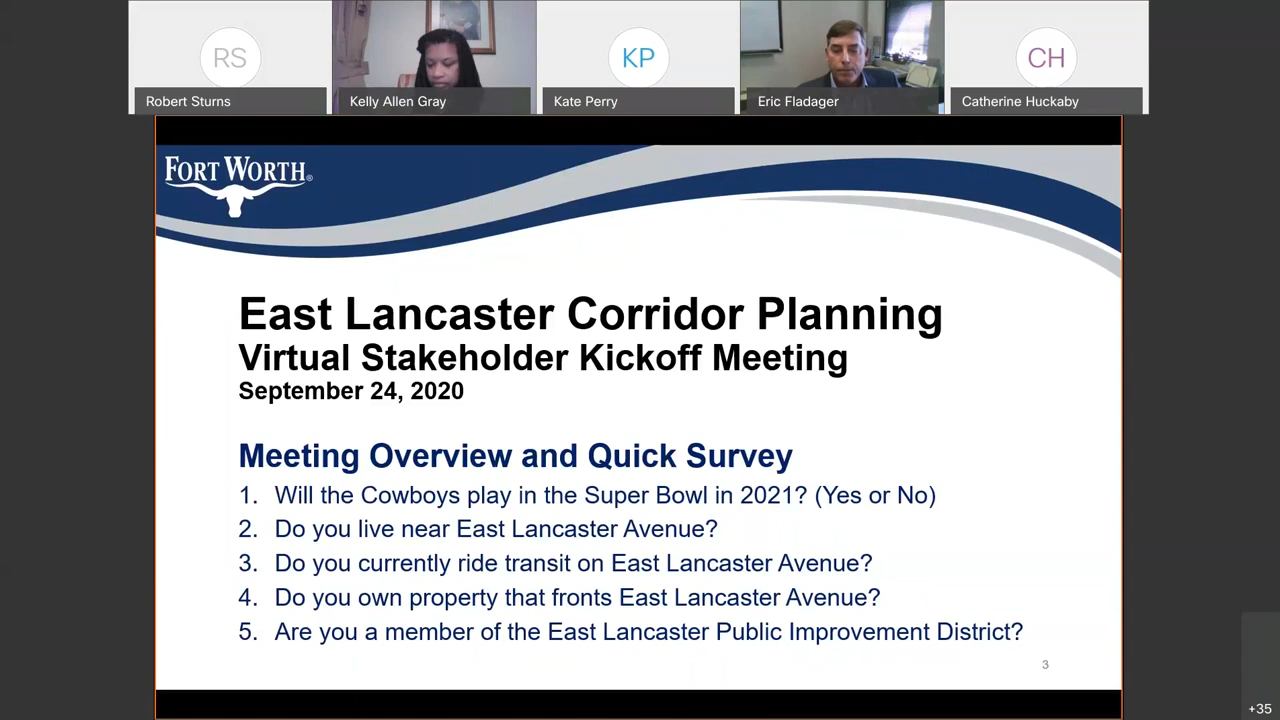 RS
KP
CH
Robert Sturns
Kelly Allen Gray
Kate Perry
Eric Fladager
Catherine Huckaby
FORT WORTH®
East Lancaster Corridor Planning
Virtual Stakeholder Kickoff Meeting
September 24, 2020
Meeting Overview and Quick Survey
1. Will the Cowboys play in the Super Bowl in 2021? (Yes or No)
2. Do you live near East Lancaster Avenue?
3. Do you currently ride transit on East Lancaster Avenue?
4. Do you own property that fronts East Lancaster Avenue?
5. Are you a member of the East Lancaster Public Improvement District?
3
+35